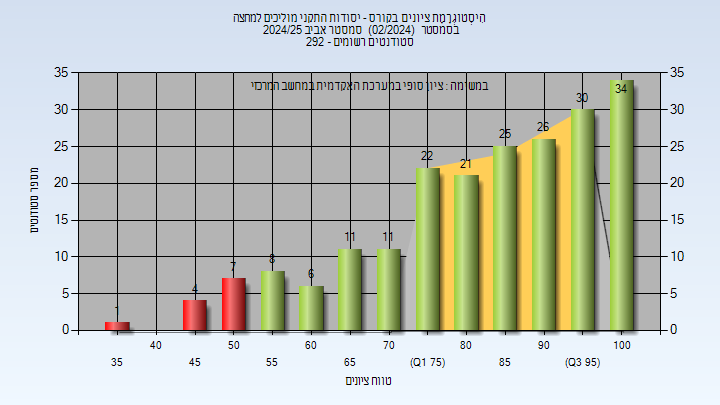 היסטוגרמת ציונים בקורס - יסודות התקני מוליכים למחצה
בסמסטר (02/2024) סמסטר אביב 2024/25
סטודנטים רשומים - 292
במשימה : ציון סופי במערכת האקדמית במחשב המרכזי
מספר סטודנטים
35 35
30 30
25 25
20 20
15 15
10 10
5 5
0 0
1 4 7 8 6 11 11 22 21 25 26 30 34
40 50 60 70 80 90 100
35 45 55 65 (Q1 75) 85 (Q3 95)
טווח ציונים